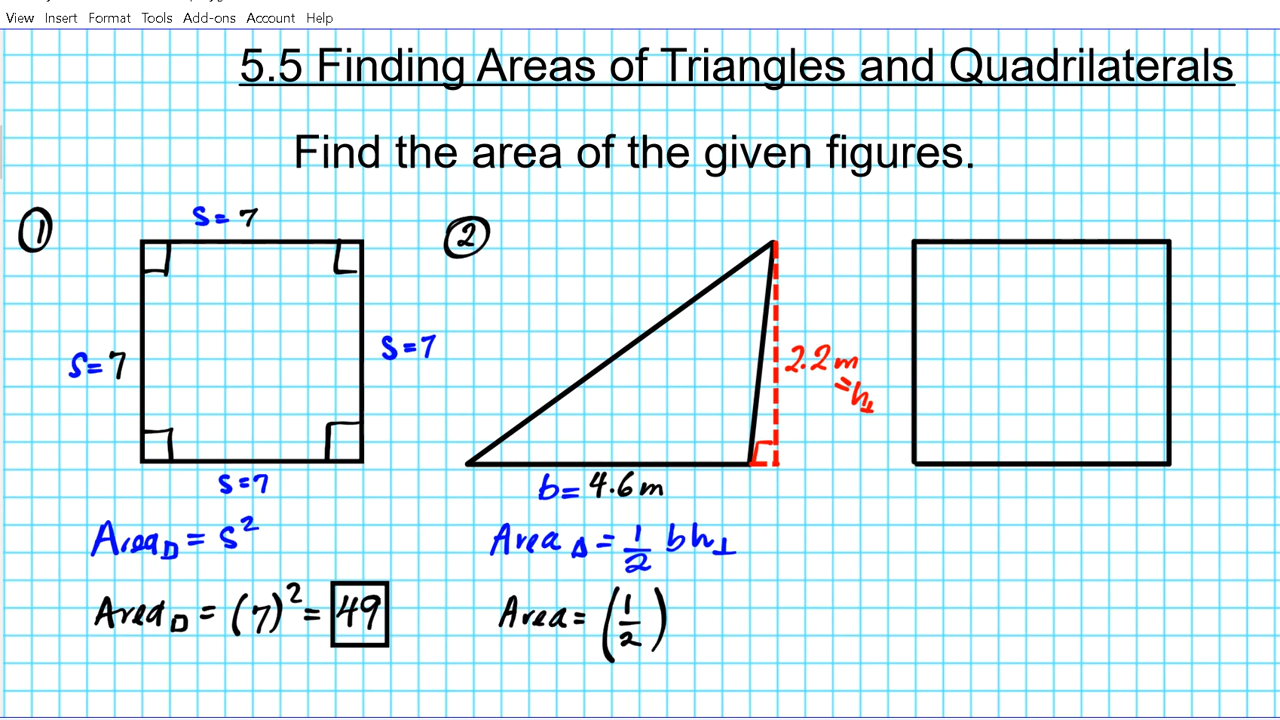 View Insert Format Tools Add-ons Account Help
5.5 Finding Areas of Triangles and Quadrilaterals
Find the area of the given figures.
①
S = 7
S = 7
S = 7
S = 7
Area□ = S²
Area□ = (7)² = 49
②
2.2 m
= h⊥
b = 4.6 m
Area△ = 1/2 bh⊥
Area = (1/2)